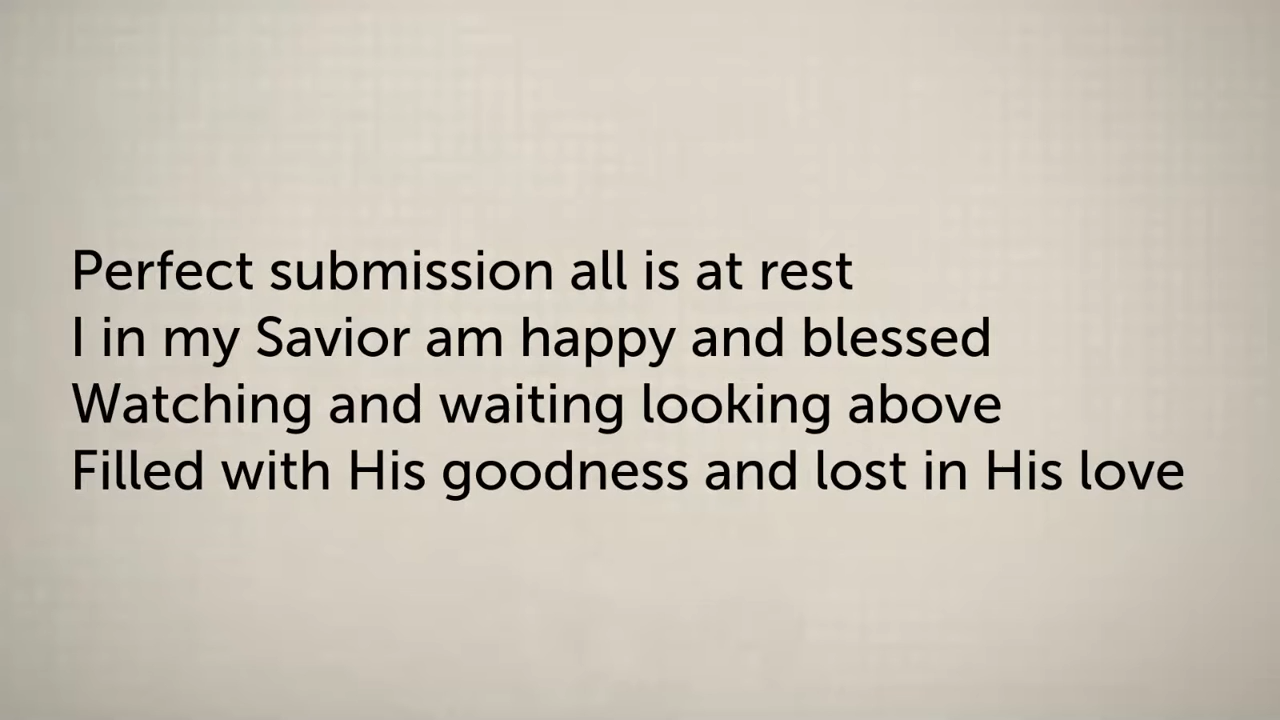 Perfect submission all is at rest
I in my Savior am happy and blessed
Watching and waiting looking above
Filled with His goodness and lost in His love